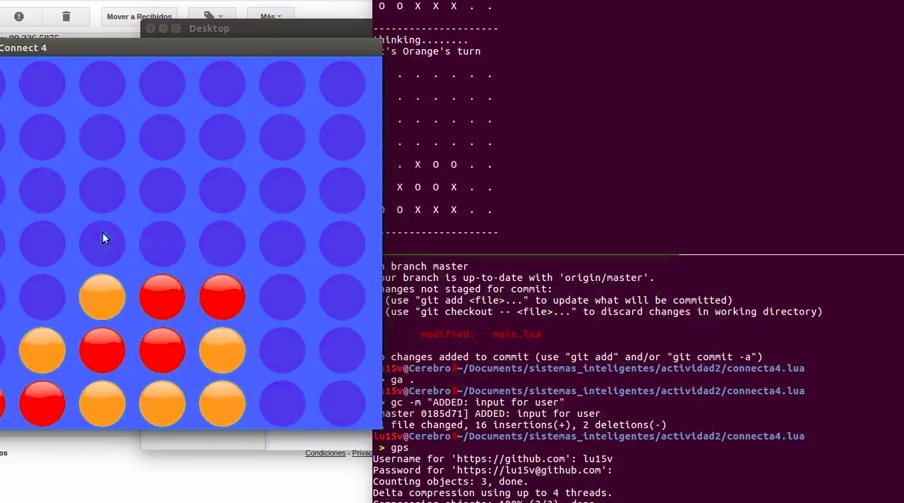 Mover a Recibidos
Más
Desktop
Connect 4
Condiciones - Privac
O O X X X . .
-------------------
thinking........
t's Orange's turn
. . . . . .
. . . . . .
. . . . . .
. . . . . .
. X O O . .
X O O X . .
O O X X X . .
-------------------
n branch master
our branch is up-to-date with 'origin/master'.
hanges not staged for commit:
(use "git add <file>..." to update what will be committed)
(use "git checkout -- <file>..." to discard changes in working directory)
modified: main.lua
o changes added to commit (use "git add" and/or "git commit -a")
lu15v@Cerebro:~/Documents/sistemas_inteligentes/actividad2/connecta4.lua
> ga .
lu15v@Cerebro:~/Documents/sistemas_inteligentes/actividad2/connecta4.lua
> gc -m "ADDED: input for user"
[master 0185d71] ADDED: input for user
file changed, 16 insertions(+), 2 deletions(-)
lu15v@Cerebro:~/Documents/sistemas_inteligentes/actividad2/connecta4.lua
> gps
Username for 'https://github.com': lu15v
Password for 'https://lu15v@github.com':
Counting objects: 3, done.
Delta compression using up to 4 threads.